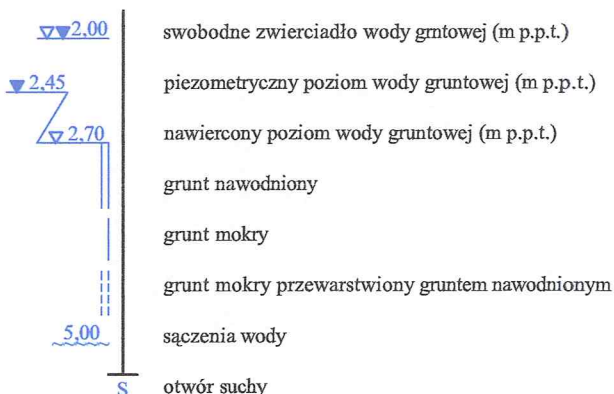 2,00 swobodne zwierciadło wody grntowej (m p.p.t.)
2,45 piezometryczny poziom wody gruntowej (m p.p.t.)
2,70 nawiercony poziom wody gruntowej (m p.p.t.)
grunt nawodniony
grunt mokry
grunt mokry przewarstwiony gruntem nawodnionym
5,00 sączenia wody
S otwór suchy